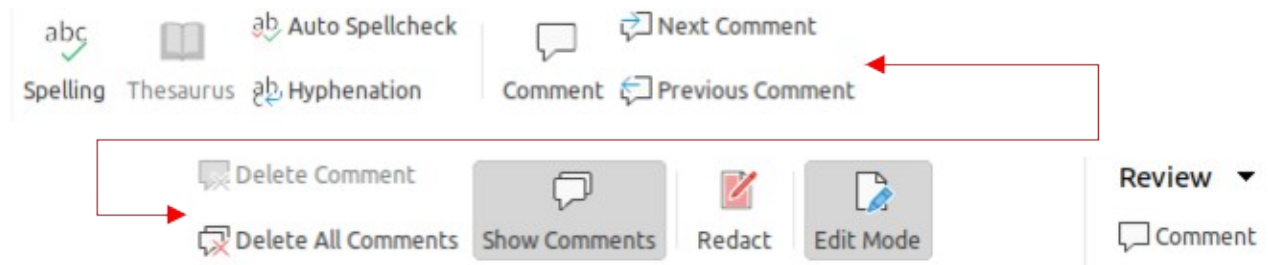 abc
Spelling
Thesaurus
ab Auto Spellcheck
ab Hyphenation
Comment
Next Comment
Previous Comment
Delete Comment
Delete All Comments
Show Comments
Redact
Edit Mode
Review
Comment